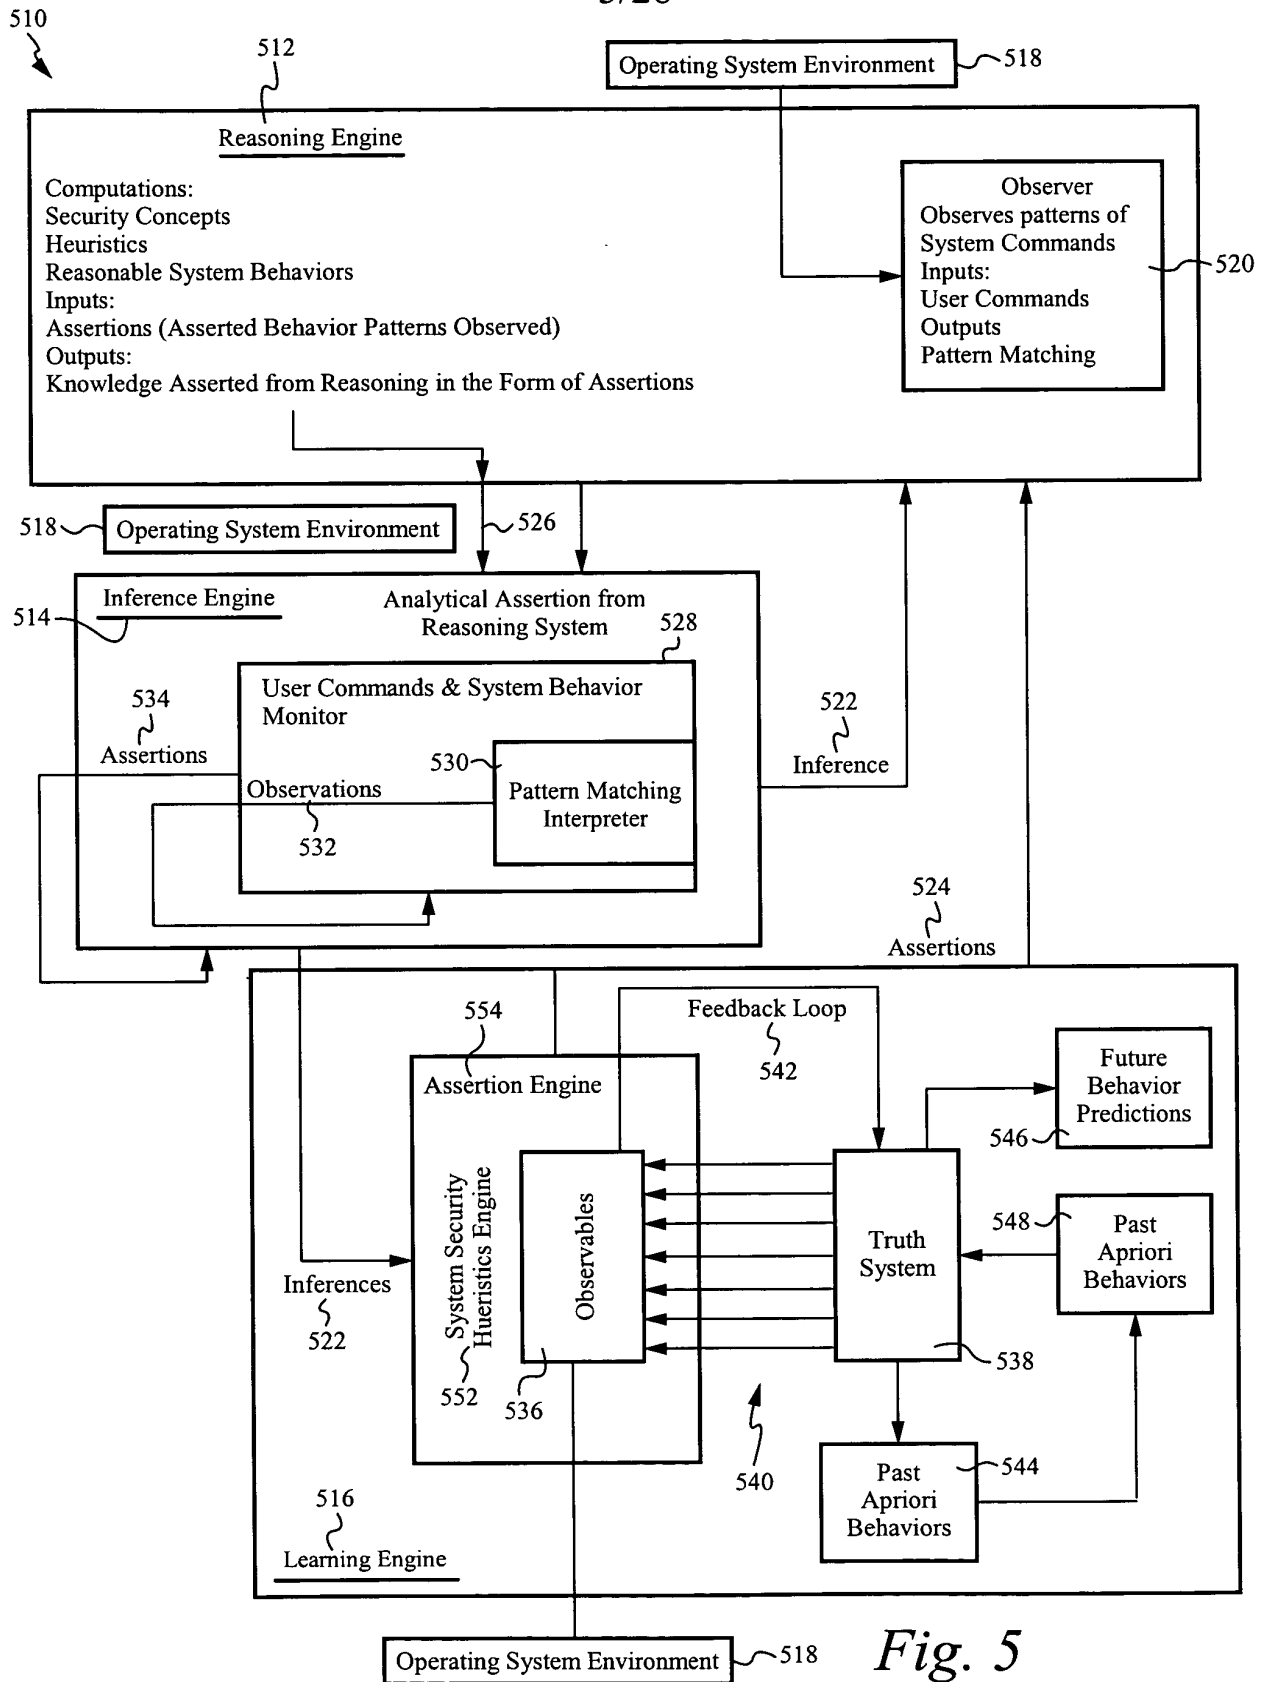 510
512
Operating System Environment
518
Reasoning Engine
Computations:
Security Concepts
Heuristics
Reasonable System Behaviors
Inputs:
Assertions (Asserted Behavior Patterns Observed)
Outputs:
Knowledge Asserted from Reasoning in the Form of Assertions
Observer
Observes patterns of
System Commands
Inputs:
User Commands
Outputs
Pattern Matching
520
518
Operating System Environment
526
Inference Engine
514
Analytical Assertion from
Reasoning System
528
User Commands & System Behavior
Monitor
534
Assertions
530
Pattern Matching
Interpreter
Observations
532
522
Inference
524
Assertions
554
Assertion Engine
Feedback Loop
542
Future
Behavior
Predictions
546
System Security
Hueristics Engine
552
Observables
536
Truth
System
538
548
Past
Apriori
Behaviors
Inferences
522
540
Past
Apriori
Behaviors
544
516
Learning Engine
Operating System Environment
518
Fig. 5